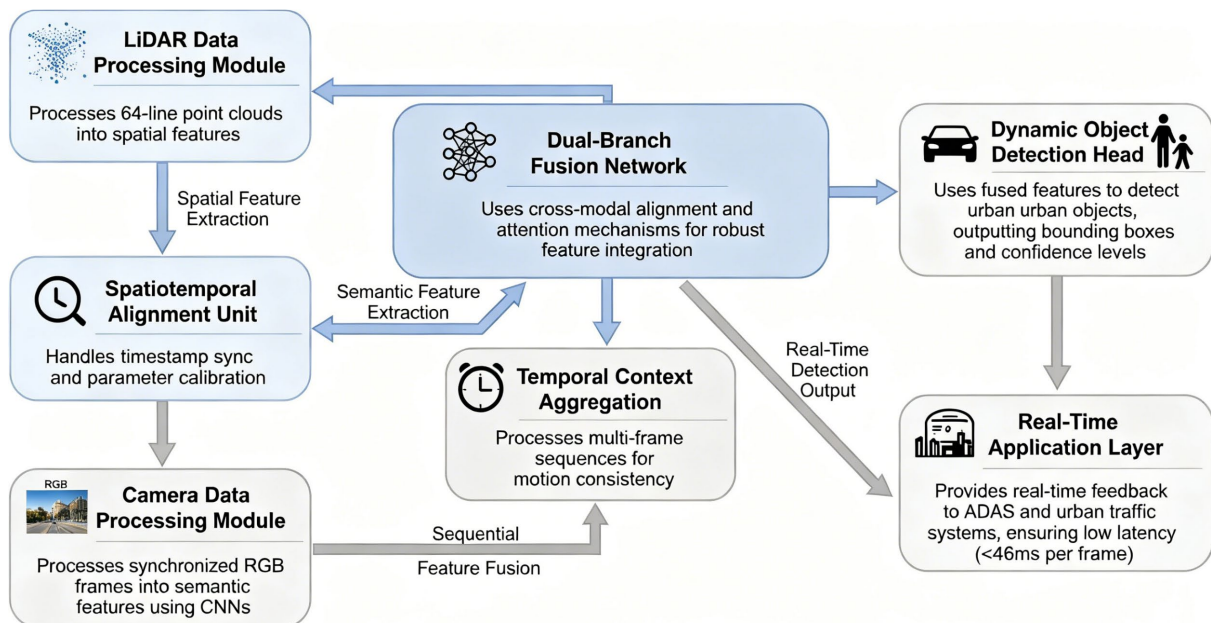 LiDAR Data
Processing Module
Processes 64-line point clouds
into spatial features
Spatial Feature
Extraction
Spatiotemporal
Alignment Unit
Handles timestamp sync
and parameter calibration
RGB
Camera Data
Processing Module
Processes synchronized RGB
frames into semantic
features using CNNs
Dual-Branch
Fusion Network
Uses cross-modal alignment and
attention mechanisms for robust
feature integration
Semantic Feature
Extraction
Temporal Context
Aggregation
Processes multi-frame
sequences for
motion consistency
Sequential
Feature Fusion
Real-Time
Detection
Output
Dynamic Object
Detection Head
Uses fused features to detect
urban urban objects,
outputting bounding boxes
and confidence levels
Real-Time
Application Layer
Provides real-time feedback
to ADAS and urban traffic
systems, ensuring low latency
(<46ms per frame)